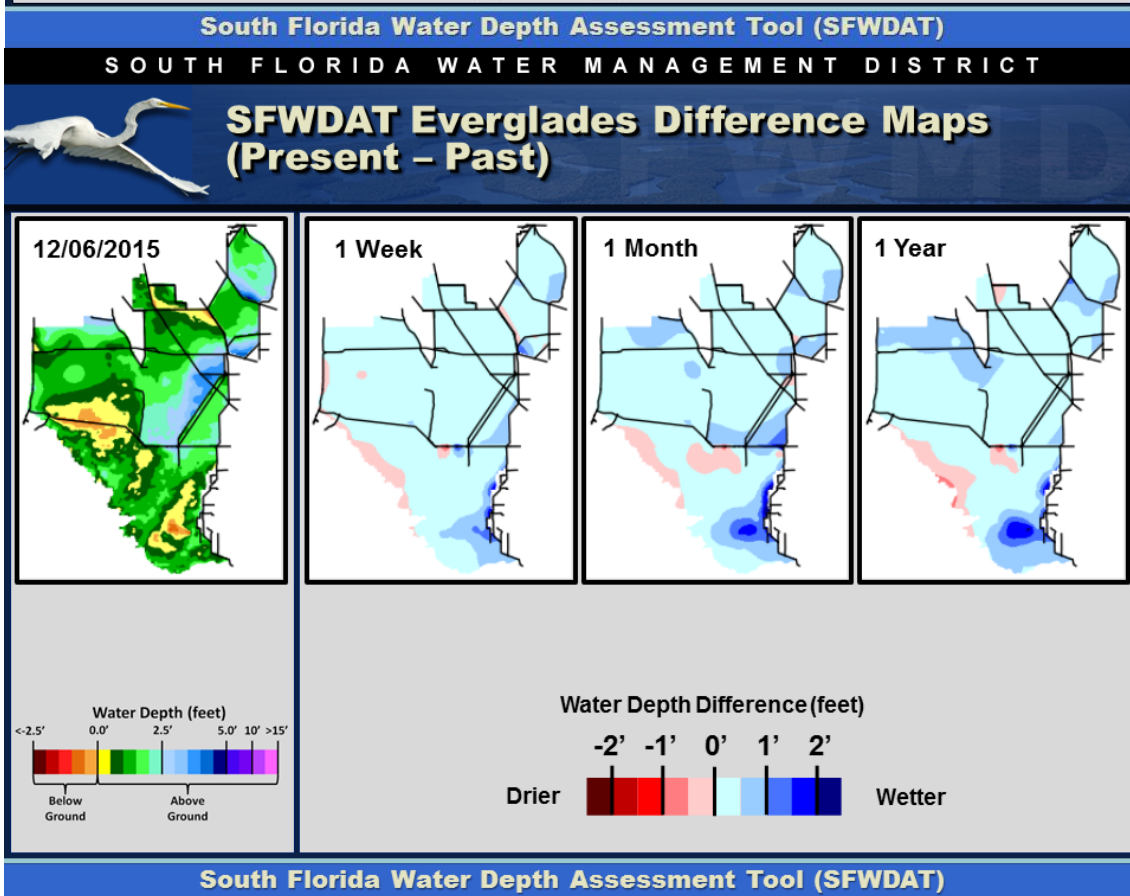 South Florida Water Depth Assessment Tool (SFWDAT)
SOUTH FLORIDA WATER MANAGEMENT DISTRICT
SFWDAT Everglades Difference Maps
(Present – Past)
12/06/2015
1 Week
1 Month
1 Year
Water Depth (feet)
<-2.5' 0.0' 2.5' 5.0' 10' >15'
Below
Ground
Above
Ground
Water Depth Difference (feet)
-2' -1' 0' 1' 2'
Drier
Wetter
South Florida Water Depth Assessment Tool (SFWDAT)